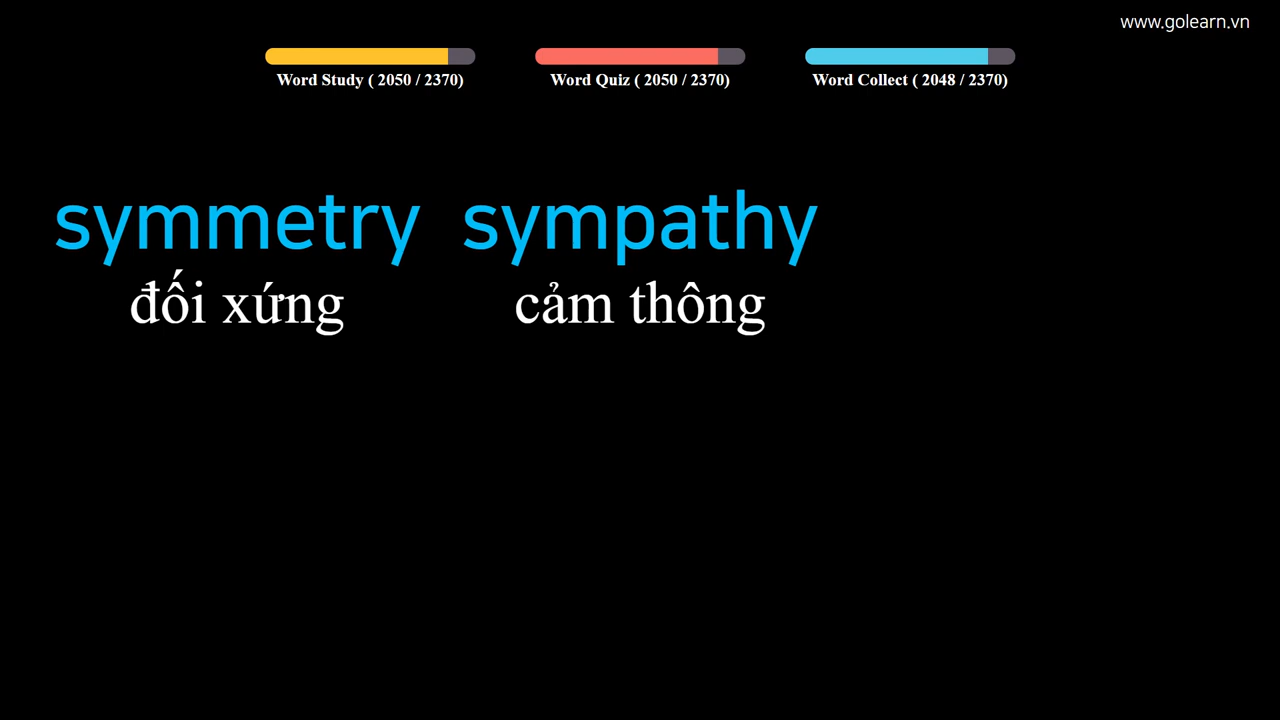 www.golearn.vn
Word Study ( 2050 / 2370) Word Quiz ( 2050 / 2370) Word Collect ( 2048 / 2370)
symmetry sympathy
đối xứng cảm thông